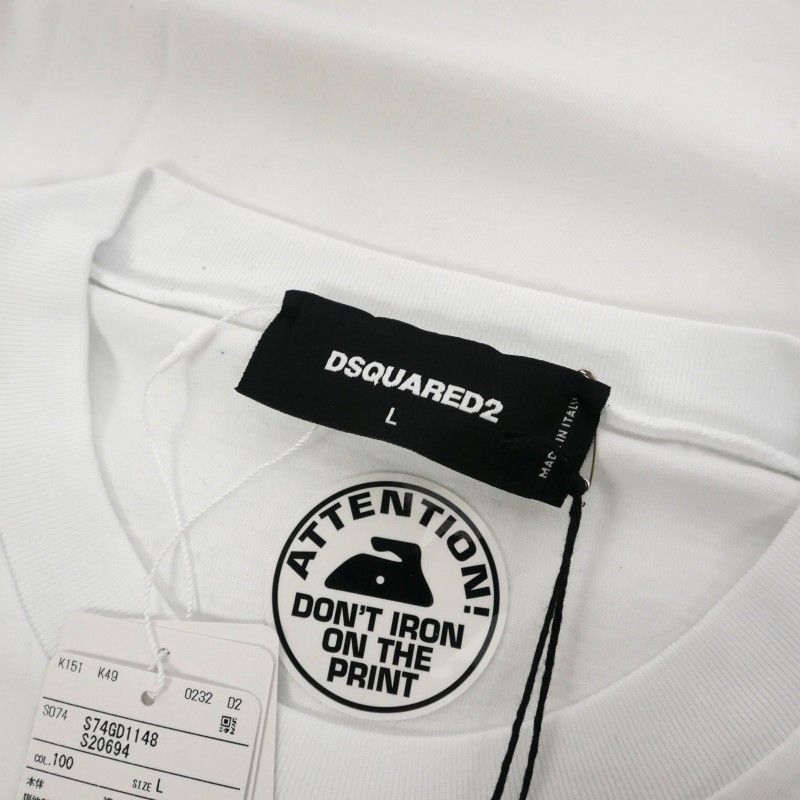 DSQUARED2
L
MADE IN ITALY
ATTENTION!
DON'T IRON
ON THE
PRINT
K151 K49
0232 D2
S074
S74GD1148
S20694
COL.100
SIZE L
本体